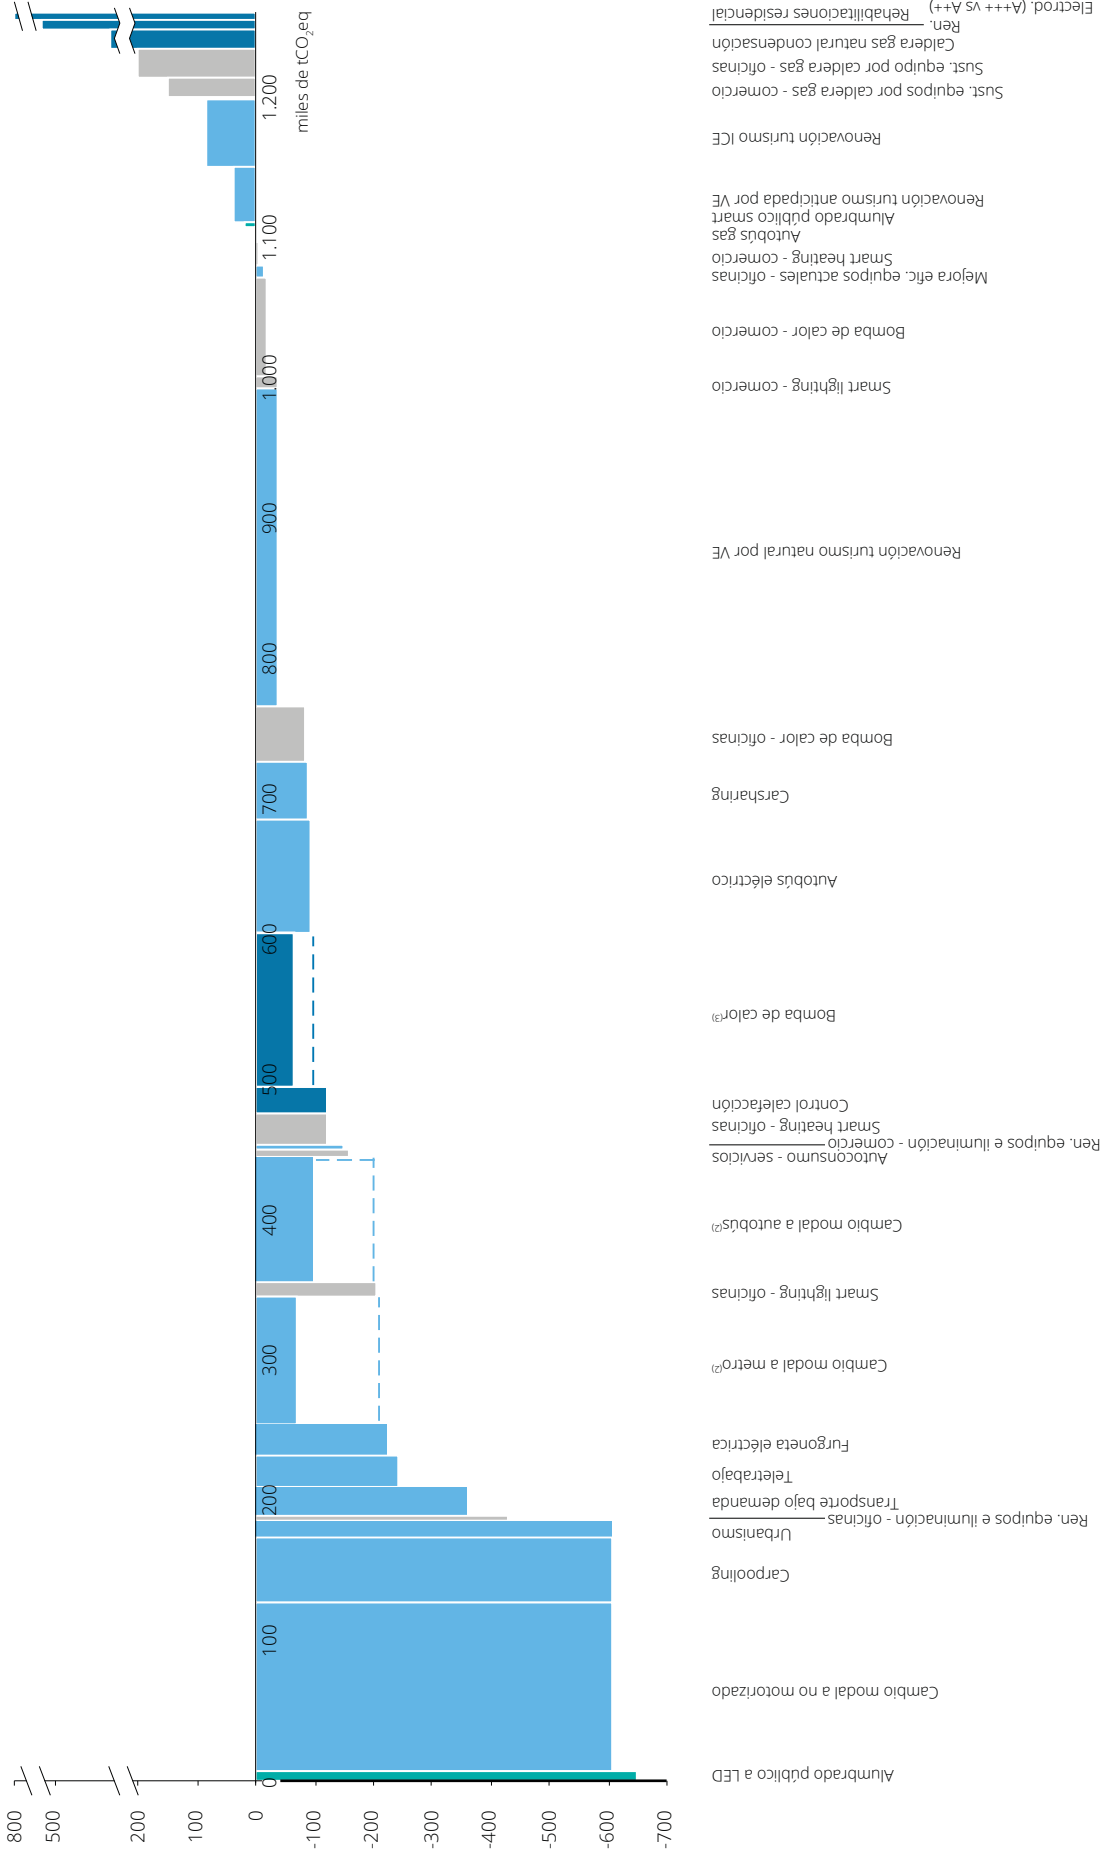 800
500
200
100
0
-100
-200
-300
-400
-500
-600
-700
0
100
200
300
400
500
600
700
800
900
1.000
1.100
1.200
miles de tCO₂eq
Alumbrado público a LED
Cambio modal a no motorizado
Carpooling
Urbanismo
Ren. equipos e iluminación - oficinas
Transporte bajo demanda
Teletrabajo
Furgoneta eléctrica
Cambio modal a metro(2)
Smart lighting - oficinas
Cambio modal a autobús(2)
Autoconsumo - servicios
Ren. equipos e iluminación - comercio
Smart heating - oficinas
Control calefacción
Bomba de calor(3)
Autobús eléctrico
Carsharing
Bomba de calor - oficinas
Renovación turismo natural por VE
Smart lighting - comercio
Bomba de calor - comercio
Mejora efic. equipos actuales - oficinas
Smart heating - comercio
Autobús gas
Alumbrado público smart
Renovación turismo anticipada por VE
Renovación turismo ICE
Sust. equipos por caldera gas - comercio
Sust. equipo por caldera gas - oficinas
Caldera gas natural condensación
Rehabilitaciones residencial
Ren.
Electrod. (A+++ vs A++)